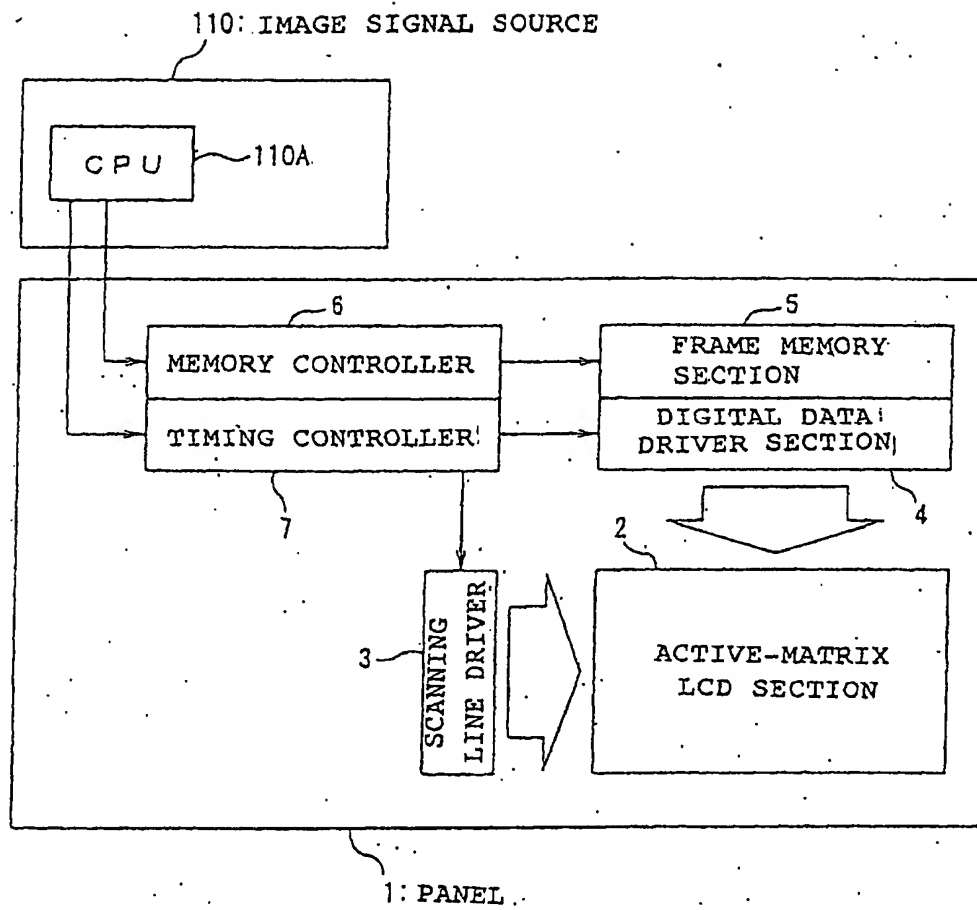 110: IMAGE SIGNAL SOURCE
CPU
110A
6
5
MEMORY CONTROLLER
FRAME MEMORY
SECTION
TIMING CONTROLLER
DIGITAL DATA
DRIVER SECTION
7
4
2
3
SCANNING
LINE DRIVER
ACTIVE-MATRIX
LCD SECTION
1: PANEL